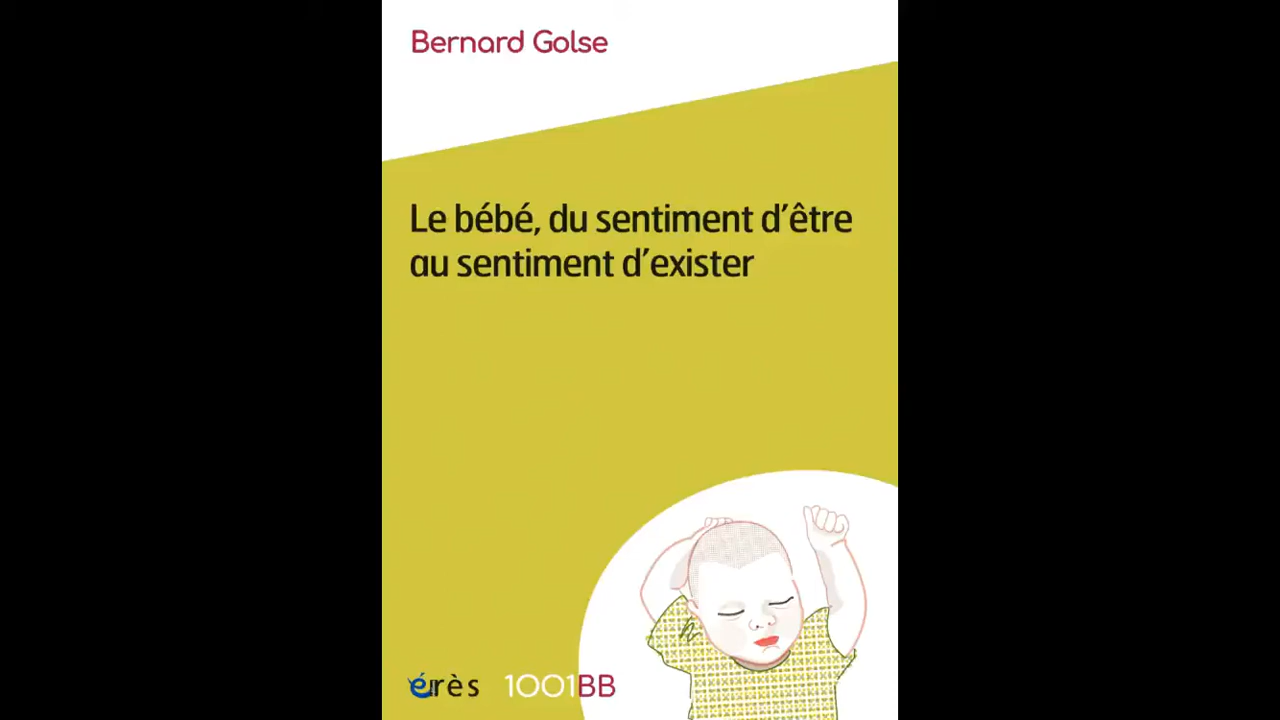 Bernard Golse
Le bébé, du sentiment d'être
au sentiment d'exister
érès 1001BB